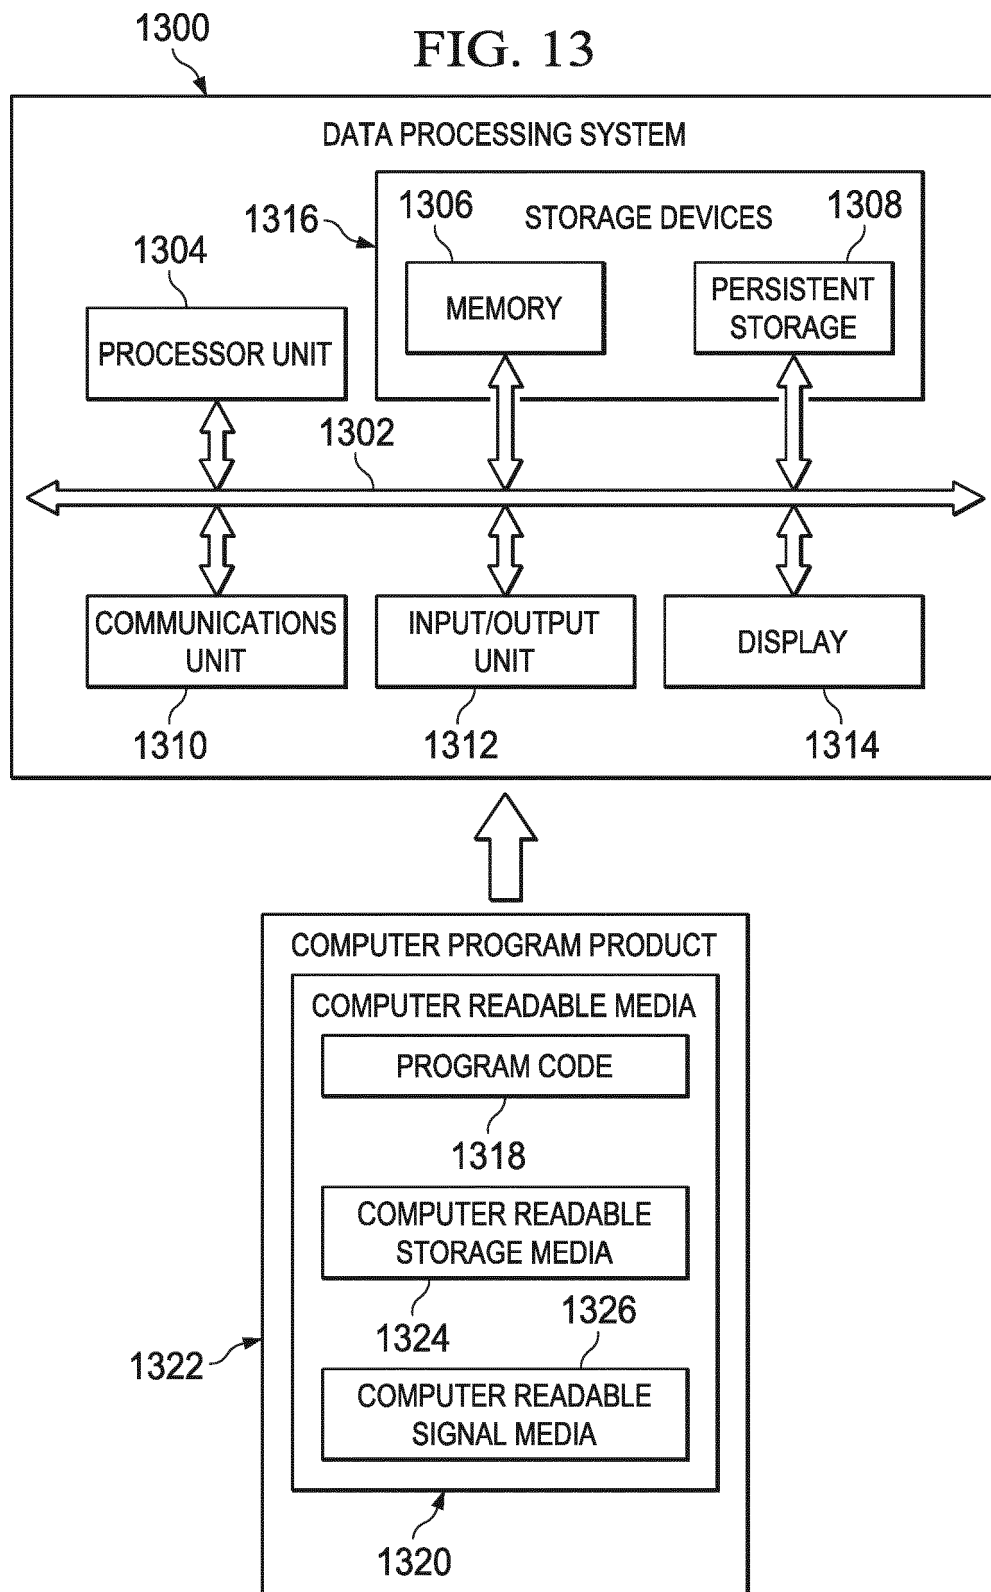 1300
FIG. 13
DATA PROCESSING SYSTEM
1316
1306
STORAGE DEVICES
1308
1304
MEMORY
PERSISTENT
STORAGE
PROCESSOR UNIT
1302
COMMUNICATIONS
UNIT
INPUT/OUTPUT
UNIT
DISPLAY
1310
1312
1314
COMPUTER PROGRAM PRODUCT
COMPUTER READABLE MEDIA
PROGRAM CODE
1318
COMPUTER READABLE
STORAGE MEDIA
1324
1326
1322
COMPUTER READABLE
SIGNAL MEDIA
1320